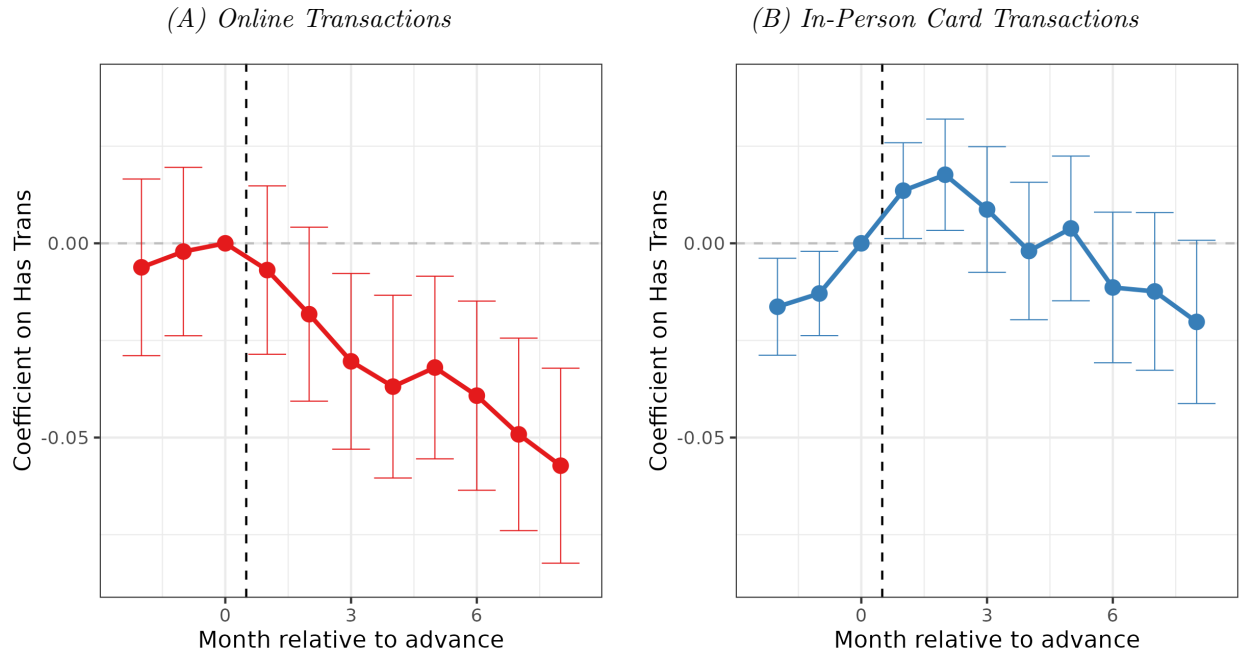 (A) Online Transactions
Coefficient on Has Trans
0.00
-0.05
0
3
6
Month relative to advance
(B) In-Person Card Transactions
Coefficient on Has Trans
0.00
-0.05
0
3
6
Month relative to advance